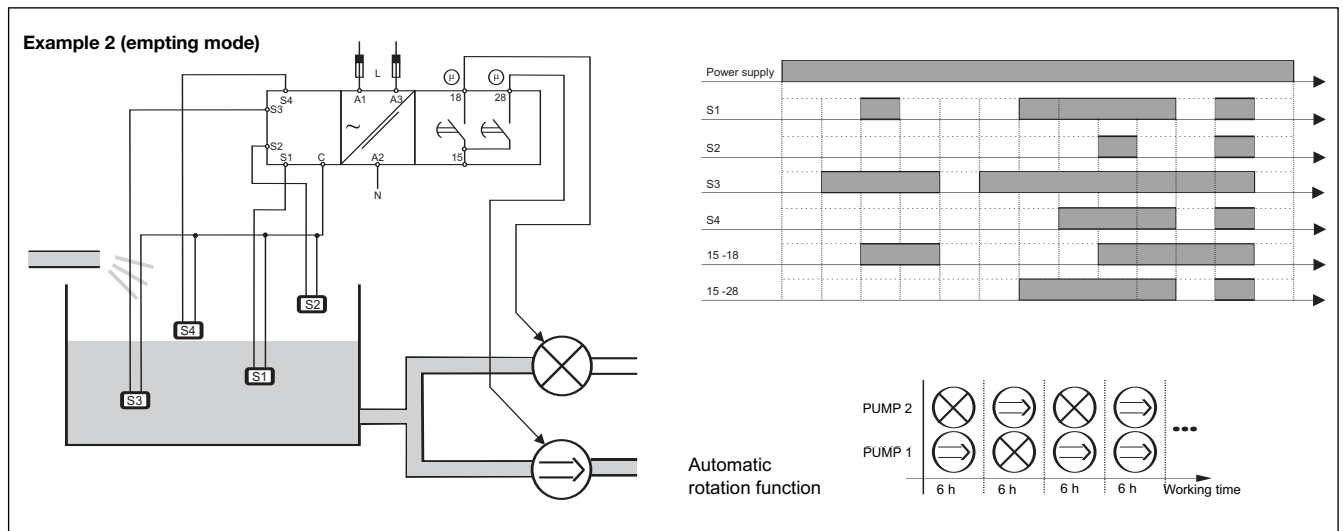 Example 2 (empting mode)
L
μ μ
S4 A1 A3 18 28
S3
~
S2
S1 C A2 15
N
S2
S4
S1
S3
Power supply
S1
S2
S3
S4
15 -18
15 -28
PUMP 2
PUMP 1
...
Automatic
rotation function
6 h 6 h 6 h 6 h Working time